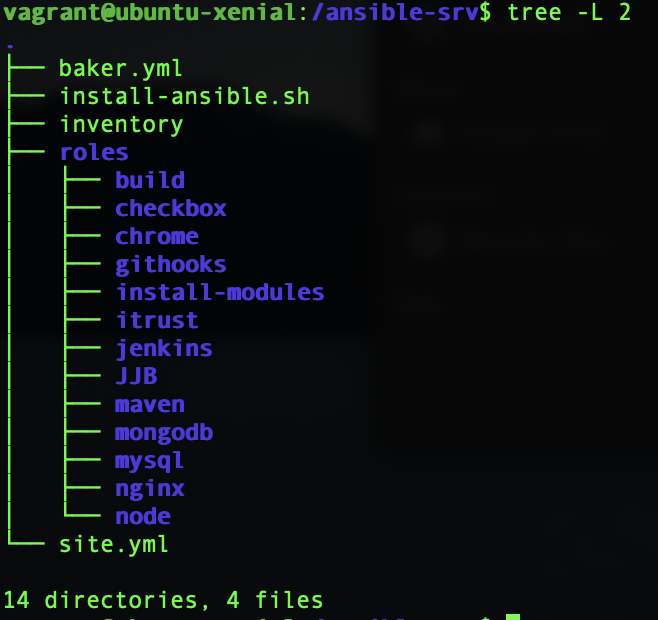 vagrant@ubuntu-xenial:/ansible-srv$ tree -L 2
.
├── baker.yml
├── install-ansible.sh
├── inventory
├── roles
│   ├── build
│   ├── checkbox
│   ├── chrome
│   ├── githooks
│   ├── install-modules
│   ├── itrust
│   ├── jenkins
│   ├── JJB
│   ├── maven
│   ├── mongodb
│   ├── mysql
│   ├── nginx
│   └── node
└── site.yml
14 directories, 4 files